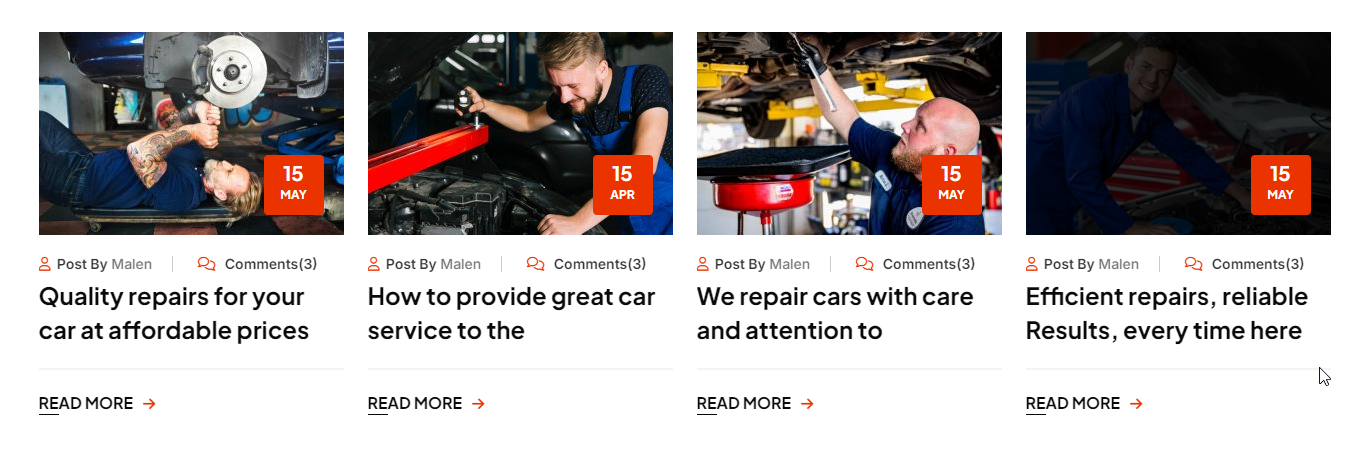 15
MAY
Post By Malen
Comments(3)
Quality repairs for your
car at affordable prices
READ MORE
15
APR
Post By Malen
Comments(3)
How to provide great car
service to the
READ MORE
15
MAY
Post By Malen
Comments(3)
We repair cars with care
and attention to
READ MORE
15
MAY
Post By Malen
Comments(3)
Efficient repairs, reliable
Results, every time here
READ MORE